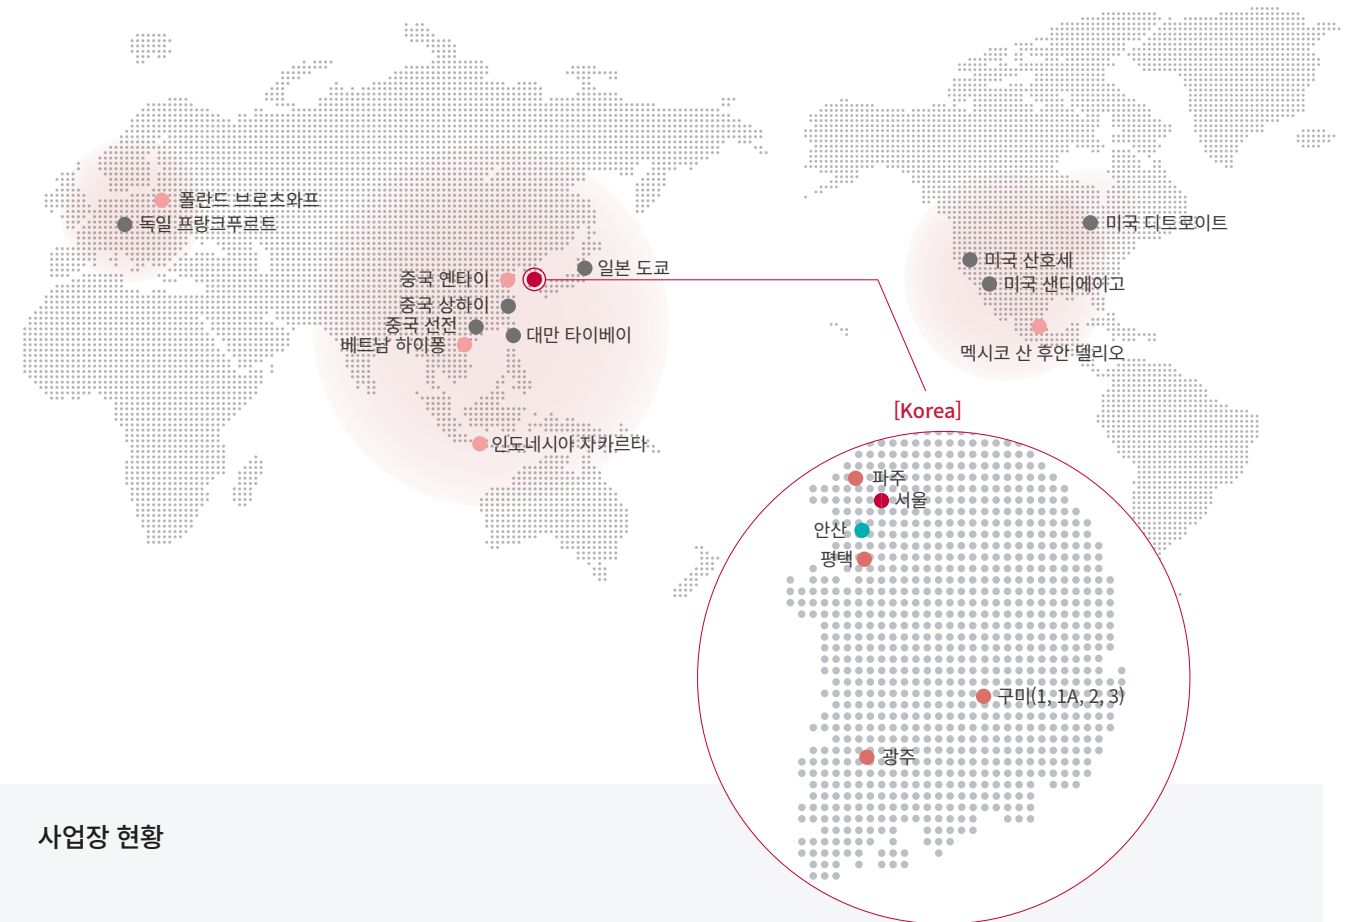 폴란드 브로츠와프
독일 프랑크푸르트
미국 디트로이트
일본 도쿄
중국 옌타이
미국 산호세
미국 샌디에이고
중국 상하이
중국 선전
대만 타이베이
베트남 하이퐁
멕시코 산 후안 델리오
[Korea]
인도네시아 자카르타
파주
서울
안산
평택
구미(1, 1A, 2, 3)
광주
사업장 현황